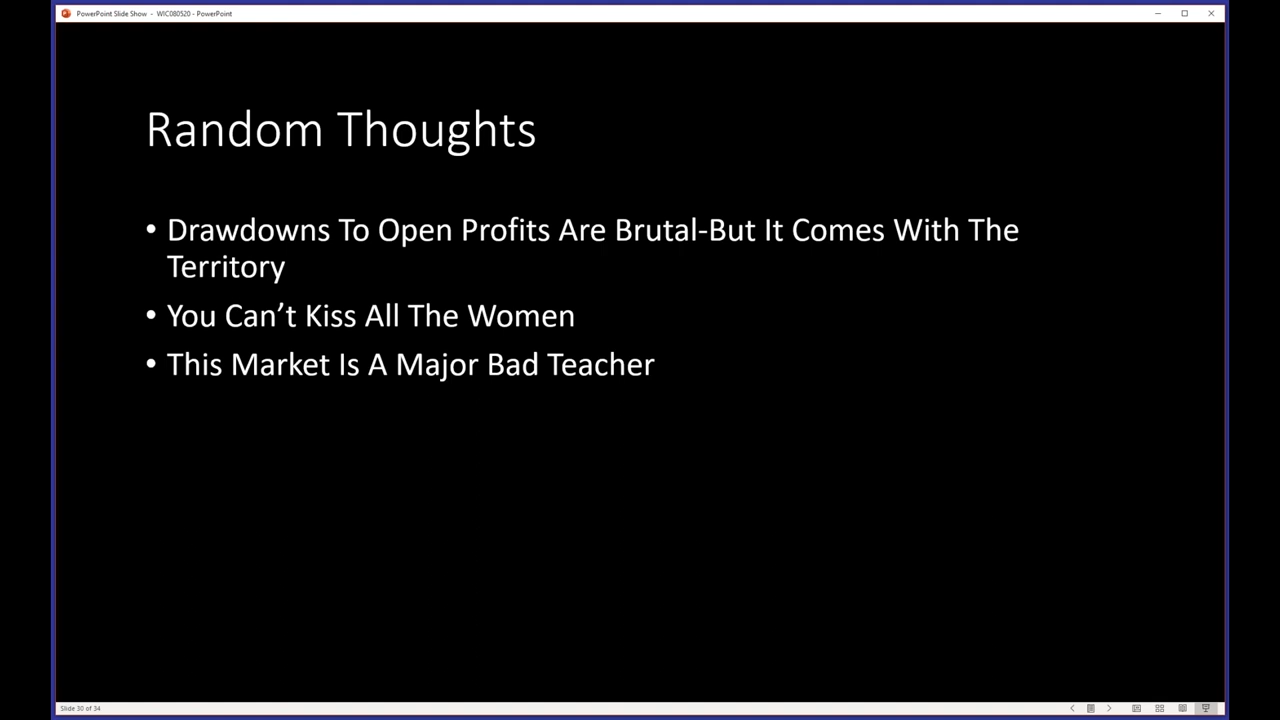 PowerPoint Slide Show - WIC080520 - PowerPoint
Random Thoughts
• Drawdowns To Open Profits Are Brutal-But It Comes With The
Territory
• You Can’t Kiss All The Women
• This Market Is A Major Bad Teacher
Slide 30 of 34